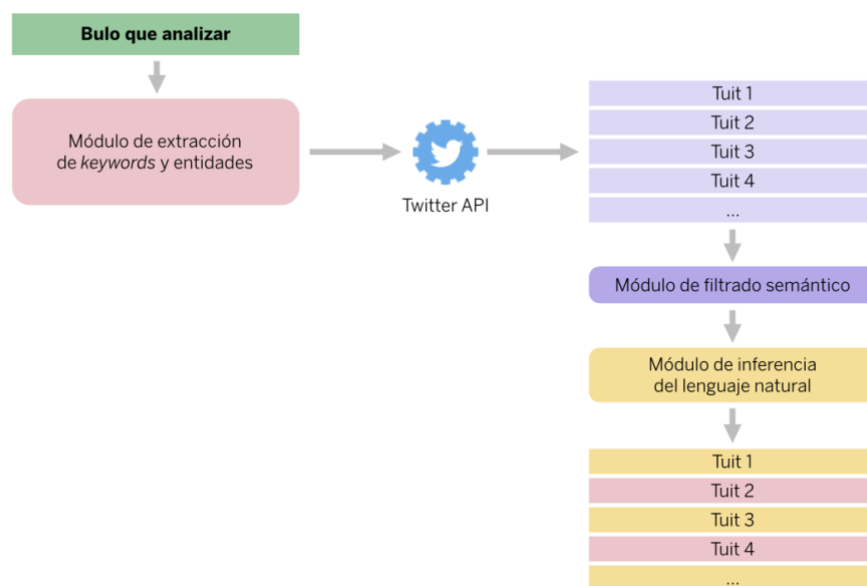 Bulo que analizar
Módulo de extracción
de keywords y entidades
Twitter API
Tuit 1
Tuit 2
Tuit 3
Tuit 4
...
Módulo de filtrado semántico
Módulo de inferencia
del lenguaje natural
Tuit 1
Tuit 2
Tuit 3
Tuit 4
...